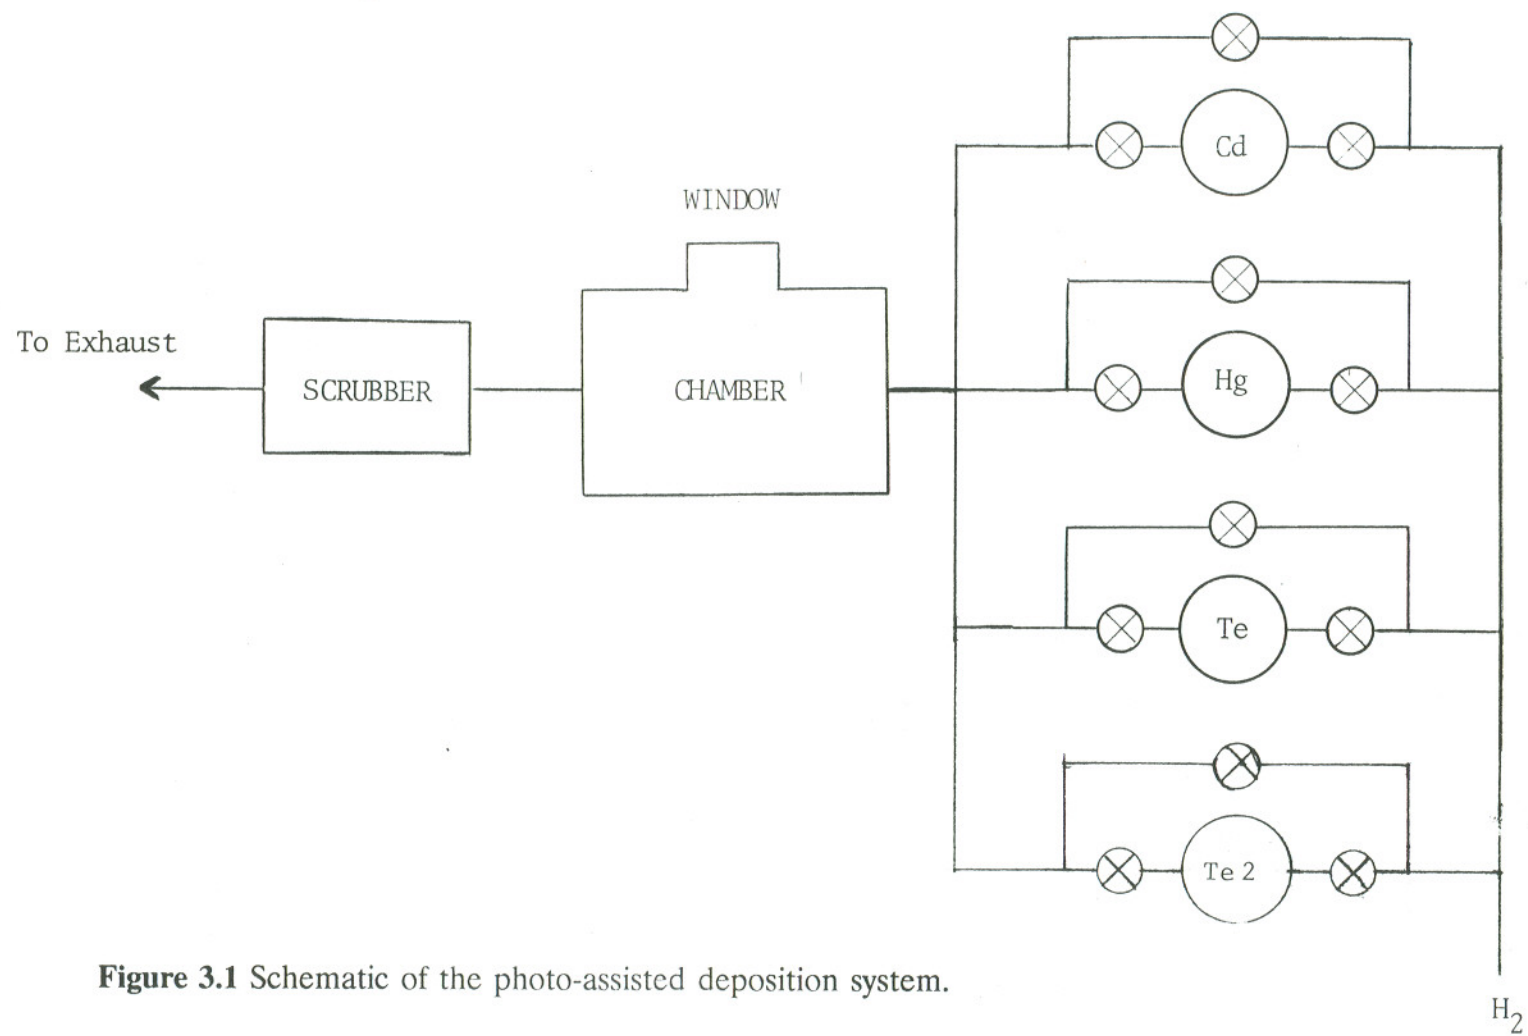 Cd
WINDOW
Hg
To Exhaust
SCRUBBER
CHAMBER
Te
Te 2
Figure 3.1 Schematic of the photo-assisted deposition system.
H2